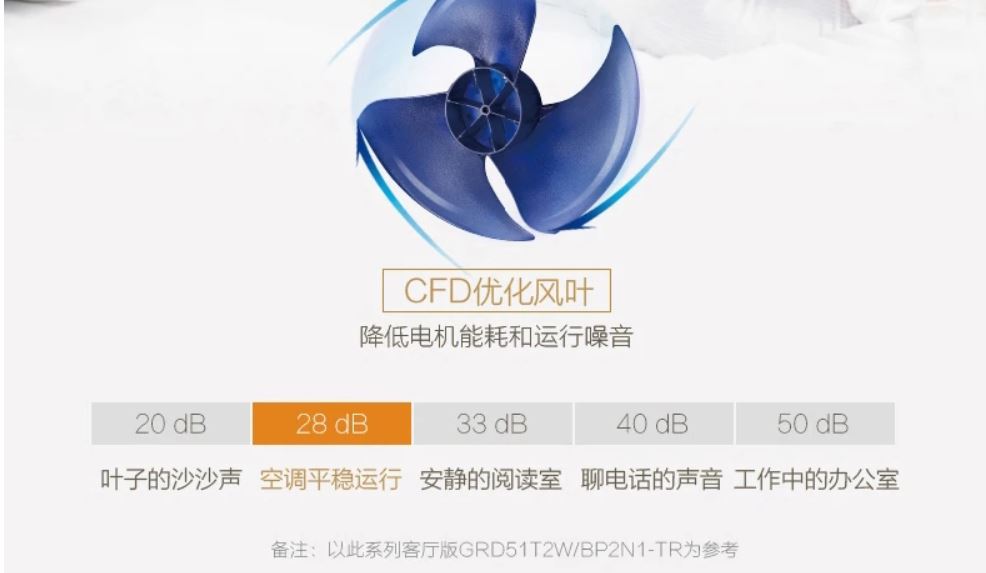 CFD优化风叶
降低电机能耗和运行噪音
20 dB 28 dB 33 dB 40 dB 50 dB
叶子的沙沙声 空调平稳运行 安静的阅读室 聊电话的声音 工作中的办公室
备注：以此系列客厅版GRD51T2W/BP2N1-TR为参考